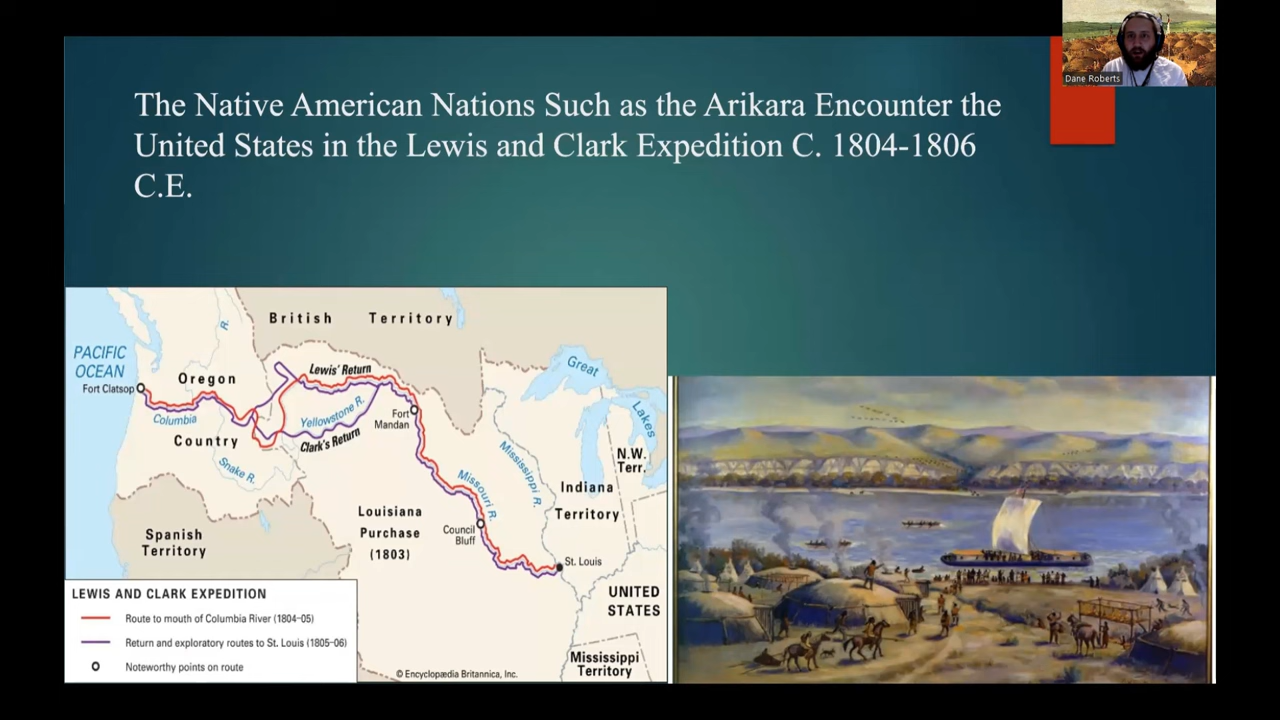 Dane Roberts
The Native American Nations Such as the Arikara Encounter the
United States in the Lewis and Clark Expedition C. 1804-1806
C.E.
British Territory
PACIFIC
OCEAN
Fort Clatsop
Oregon
Country
R.
Columbia
Snake R.
Lewis' Return
Yellowstone R.
Clark's Return
Fort
Mandan
Great
Lakes
N.W.
Terr.
Mississippi R.
Missouri R.
Indiana
Territory
Louisiana
Purchase
(1803)
Council
Bluff
St. Louis
Spanish
Territory
UNITED
STATES
Mississippi
Territory
LEWIS AND CLARK EXPEDITION
Route to mouth of Columbia River (1804–05)
Return and exploratory routes to St. Louis (1805–06)
Noteworthy points on route
© Encyclopædia Britannica, Inc.